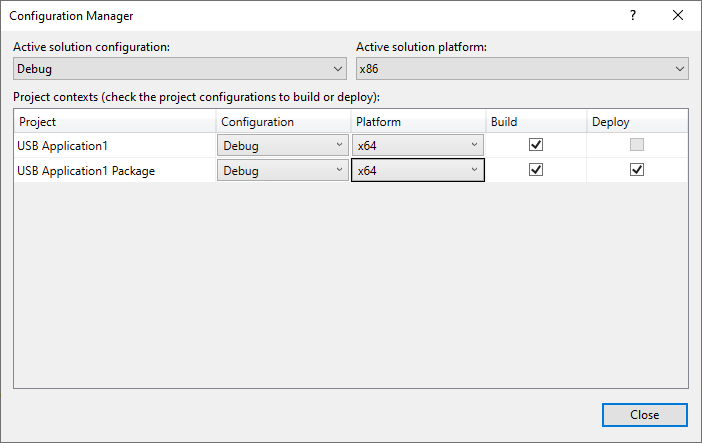 Configuration Manager
?
Active solution configuration: Active solution platform:
Debug x86
Project contexts (check the project configurations to build or deploy):
Project Configuration Platform Build Deploy
USB Application1 Debug x64
USB Application1 Package Debug x64
Close